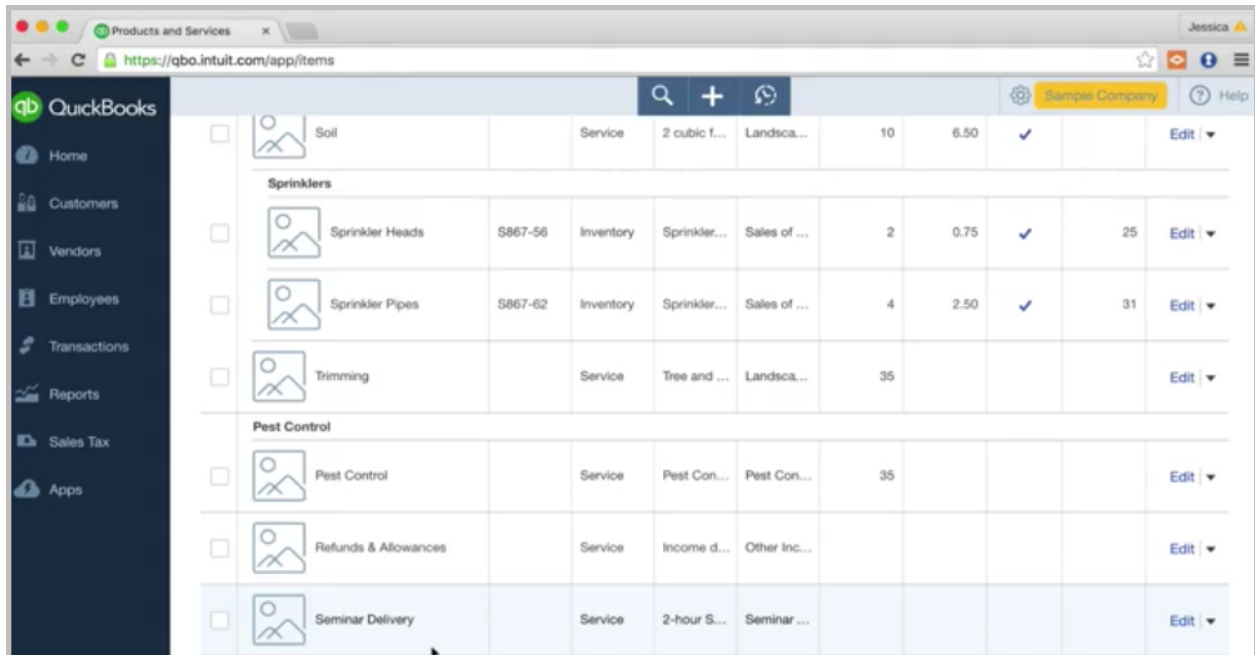 Products and Services
Jessica
https://qbo.intuit.com/app/items
qb QuickBooks
Sample Company
Help
Home
Customers
Vendors
Employees
Transactions
Reports
Sales Tax
Apps
Soil Service 2 cubic f... Landsca... 10 6.50 Edit
Sprinklers
Sprinkler Heads S867-56 Inventory Sprinkler... Sales of ... 2 0.75 25 Edit
Sprinkler Pipes S867-62 Inventory Sprinkler... Sales of ... 4 2.50 31 Edit
Trimming Service Tree and ... Landsca... 35 Edit
Pest Control
Pest Control Service Pest Con... Pest Con... 35 Edit
Refunds & Allowances Service Income d... Other Inc... Edit
Seminar Delivery Service 2-hour S... Seminar ... Edit